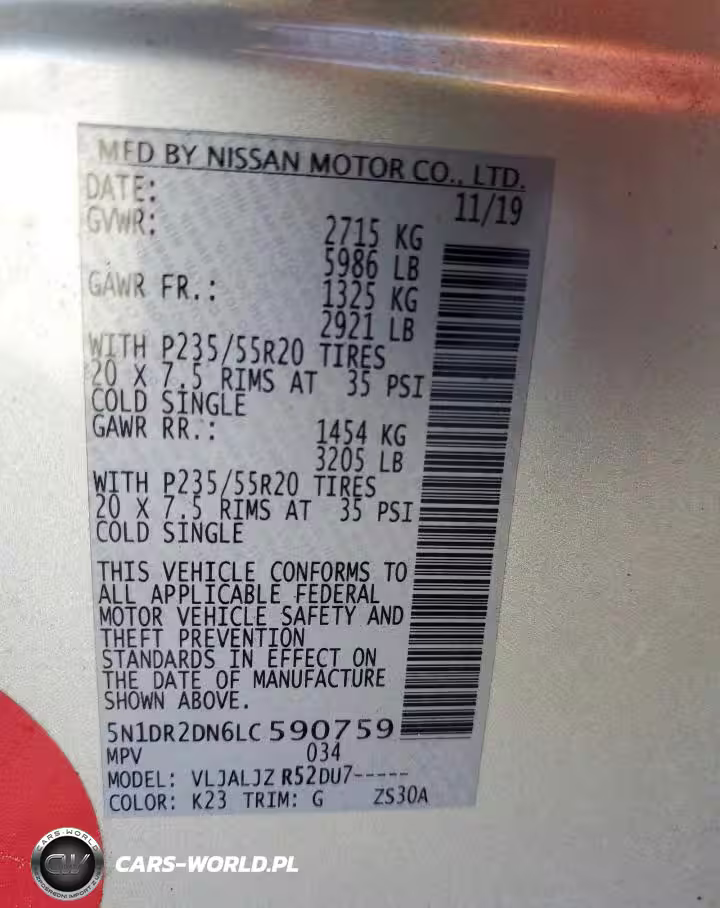 MFD BY NISSAN MOTOR CO., LTD.
DATE: 11/19
GVWR: 2715 KG
5986 LB
GAWR FR.: 1325 KG
2921 LB
WITH P235/55R20 TIRES
20 X 7.5 RIMS AT 35 PSI
COLD SINGLE
GAWR RR.: 1454 KG
3205 LB
WITH P235/55R20 TIRES
20 X 7.5 RIMS AT 35 PSI
COLD SINGLE
THIS VEHICLE CONFORMS TO
ALL APPLICABLE FEDERAL
MOTOR VEHICLE SAFETY AND
THEFT PREVENTION
STANDARDS IN EFFECT ON
THE DATE OF MANUFACTURE
SHOWN ABOVE.
5N1DR2DN6LC590759
MPV 034
MODEL: VLJALJZ R52DU7-----
COLOR: K23 TRIM: G ZS30A
CARS-WORLD
CW
CARS-WORLD.PL